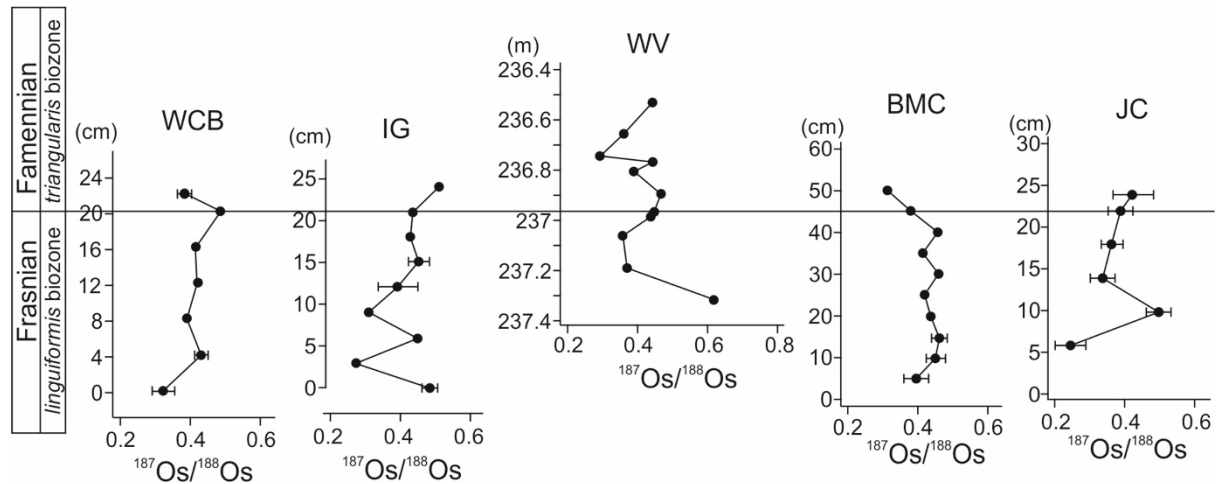 Famennian
triangularis biozone
Frasnian
linguiformis biozone
WCB
(cm)
24
20
16
12
8
4
0
0.2 0.4 0.6
187Os/188Os
IG
(cm)
25
20
15
10
5
0
0.2 0.4 0.6
187Os/188Os
WV
(m)
236.4
236.6
236.8
237
237.2
237.4
0.2 0.4 0.6 0.8
187Os/188Os
BMC
(cm)
60
50
40
30
20
10
0
0.2 0.4 0.6
187Os/188Os
JC
(cm)
30
25
20
15
10
5
0
0.2 0.4 0.6
187Os/188Os